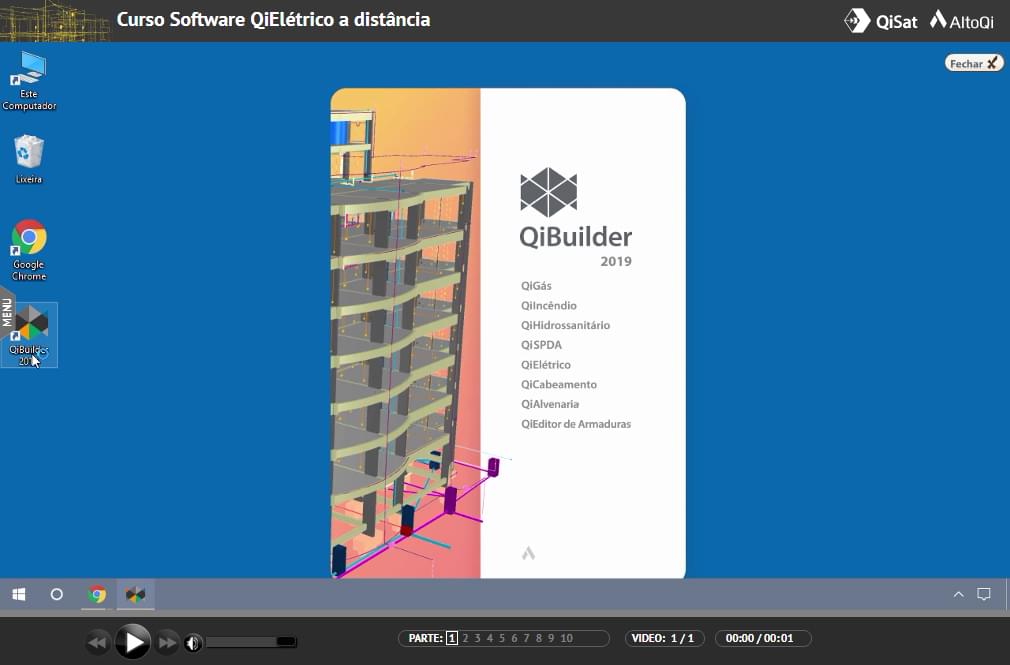 Curso Software QiElétrico a distância
QiSat
AltoQi
Fechar
Este
Computador
Lixeira
Google
Chrome
MENU
QiBuilder
QiBuilder
2019
QiGás
QiIncêndio
QiHidrossanitário
QiSPDA
QiElétrico
QiCabeamento
QiAlvenaria
QiEditor de Armaduras
PARTE: 1 2 3 4 5 6 7 8 9 10
VIDEO: 1 / 1
00:00 / 00:01